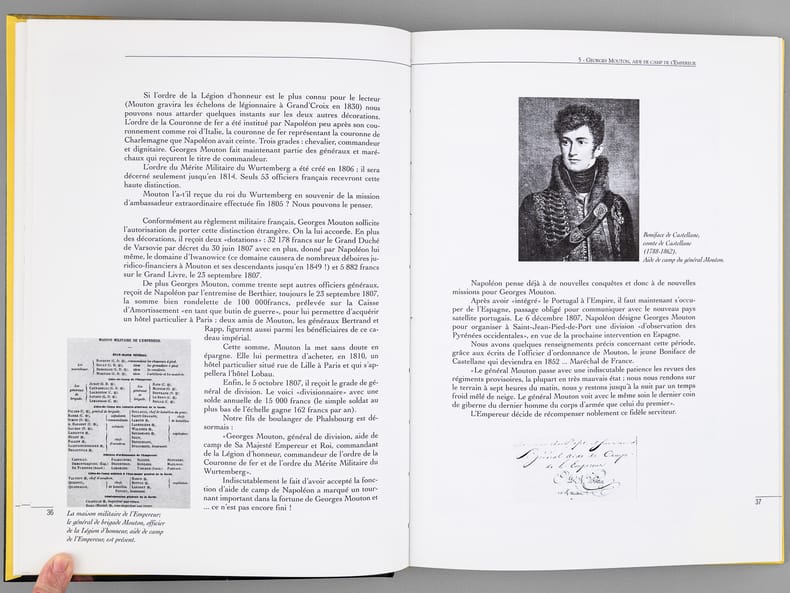 Si l'ordre de la Légion d'honneur est le plus connu pour le lecteur
(Mouton gravira les échelons de légionnaire à Grand'Croix en 1830) nous
pouvons nous attarder quelques instants sur les deux autres décorations.
L'ordre de la Couronne de fer a été institué par Napoléon peu après son cou-
ronnement comme roi d'Italie, la couronne de fer représentant la couronne de
Charlemagne que Napoléon avait ceinte. Trois grades : chevalier, commandeur
et dignitaire. Georges Mouton fait maintenant partie des généraux et maré-
chaux qui reçurent le titre de commandeur.
L'ordre du Mérite Militaire du Wurtemberg a été créé en 1806 : il sera
décerné seulement jusqu'en 1814. Seuls 53 officiers français recevront cette
haute distinction.
Mouton l'a-t'il reçue du roi du Wurtemberg en souvenir de la mission
d'ambassadeur extraordinaire effectuée fin 1805 ? Nous pouvons le penser.
Conformément au règlement militaire français, Georges Mouton sollicite
l'autorisation de porter cette distinction étrangère. On la lui accorde. En plus
des décorations, il reçoit deux «dotations» : 32 178 francs sur le Grand Duché
de Varsovie par décret du 30 juin 1807 avec en plus, donné par Napoléon lui
même, le domaine d'Iwanowice (ce domaine causera de nombreux déboires ju-
ridico-financiers à Mouton et ses descendants jusqu'en 1849 !) et 5 882 francs
sur le Grand Livre, le 23 septembre 1807.
De plus Georges Mouton, comme trente sept autres officiers généraux,
reçoit de Napoléon par l'entremise de Berthier, toujours le 23 septembre 1807,
la somme bien rondelette de 100 000francs, prélevée sur la Caisse
d'Amortissement «en tant que butin de guerre», pour lui permettre d'acquérir
un hôtel particulier à Paris : deux amis de Mouton, les généraux Bertrand et
Rapp, figurent aussi parmi les bénéficiaires de ce ca-
deau impérial.
Cette somme, Mouton la met sans doute en
épargne. Elle lui permettra d'acheter, en 1810, un
hôtel particulier situé rue de Lille à Paris et qui s'ap-
pellera l'hôtel Lobau.
Enfin, le 5 octobre 1807, il reçoit le grade de gé-
néral de division. Le voici «divisionnaire» avec une
solde annuelle de 15 000 francs (le simple soldat au
plus bas de l'échelle gagne 162 francs par an).
Notre fils de boulanger de Phalsbourg est dé-
sormais :
«Georges Mouton, général de division, aide de
camp de Sa Majesté Empereur et Roi, commandant
de la Légion d'honneur, commandeur de l'ordre de la
Couronne de fer et de l'ordre du Mérite Militaire du
Wurtemberg».
Indiscutablement le fait d'avoir accepté la fonc-
tion d'aide de camp de Napoléon a marqué un tour-
nant important dans la fortune de Georges Mouton et
... ce n'est pas encore fini !
MAISON MILITAIRE DE L'EMPEREUR.
36
La maison militaire de l'Empereur;
le général de brigade Mouton, officier
de la Légion d'honneur, aide de camp
de l'Empereur, est présent.
5 - Georges Mouton, aide de camp de l'Empereur
Boniface de Castellane,
comte de Castellane
(1788-1862).
Aide de camp du général Mouton.
Napoléon pense déjà à de nouvelles conquêtes et donc à de nouvelles
missions pour Georges Mouton.
Après avoir «intégré» le Portugal à l'Empire, il faut maintenant s'occu-
per de l'Espagne, passage obligé pour communiquer avec le nouveau pays
satellite portugais. Le 6 décembre 1807, Napoléon désigne Georges Mouton
pour organiser à Saint-Jean-Pied-de-Port une division «d'observation des
Pyrénées occidentales», en vue de la prochaine intervention en Espagne.
Nous avons quelques renseignements précis concernant cette période,
grâce aux écrits de l'officier d'ordonnance de Mouton, le jeune Boniface de
Castellane qui deviendra en 1852 ... Maréchal de France.
«Le général Mouton passe avec une indiscutable patience les revues des
régiments provisoires, la plupart en très mauvais état ; nous nous rendons sur
le terrain à sept heures du matin, nous y restons jusqu'à la nuit par un temps
froid mêlé de neige. Le général Mouton voit avec le même soin le dernier coin
de giberne du dernier homme du corps d'armée que celui du premier».
L'Empereur décide de récompenser noblement ce fidèle serviteur.
général aide de Camp
de l'Empereur
37